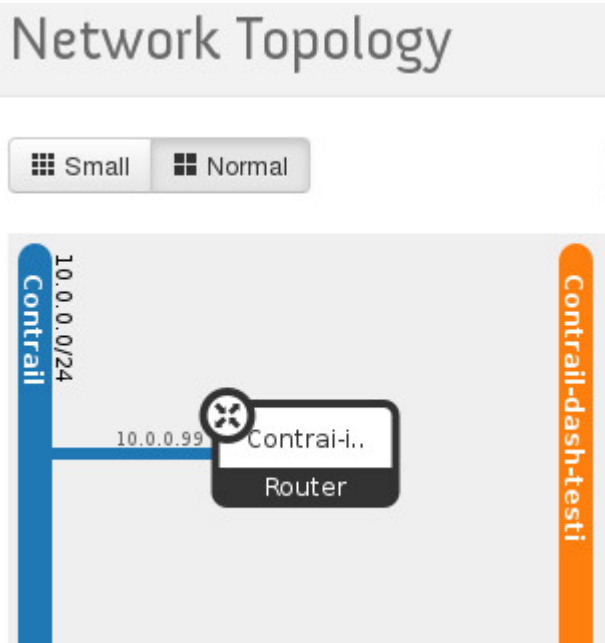 Network Topology
Small
Normal
Contrail
10.0.0.0/24
10.0.0.99
Contrai-i..
Router
Contrail-dash-testi